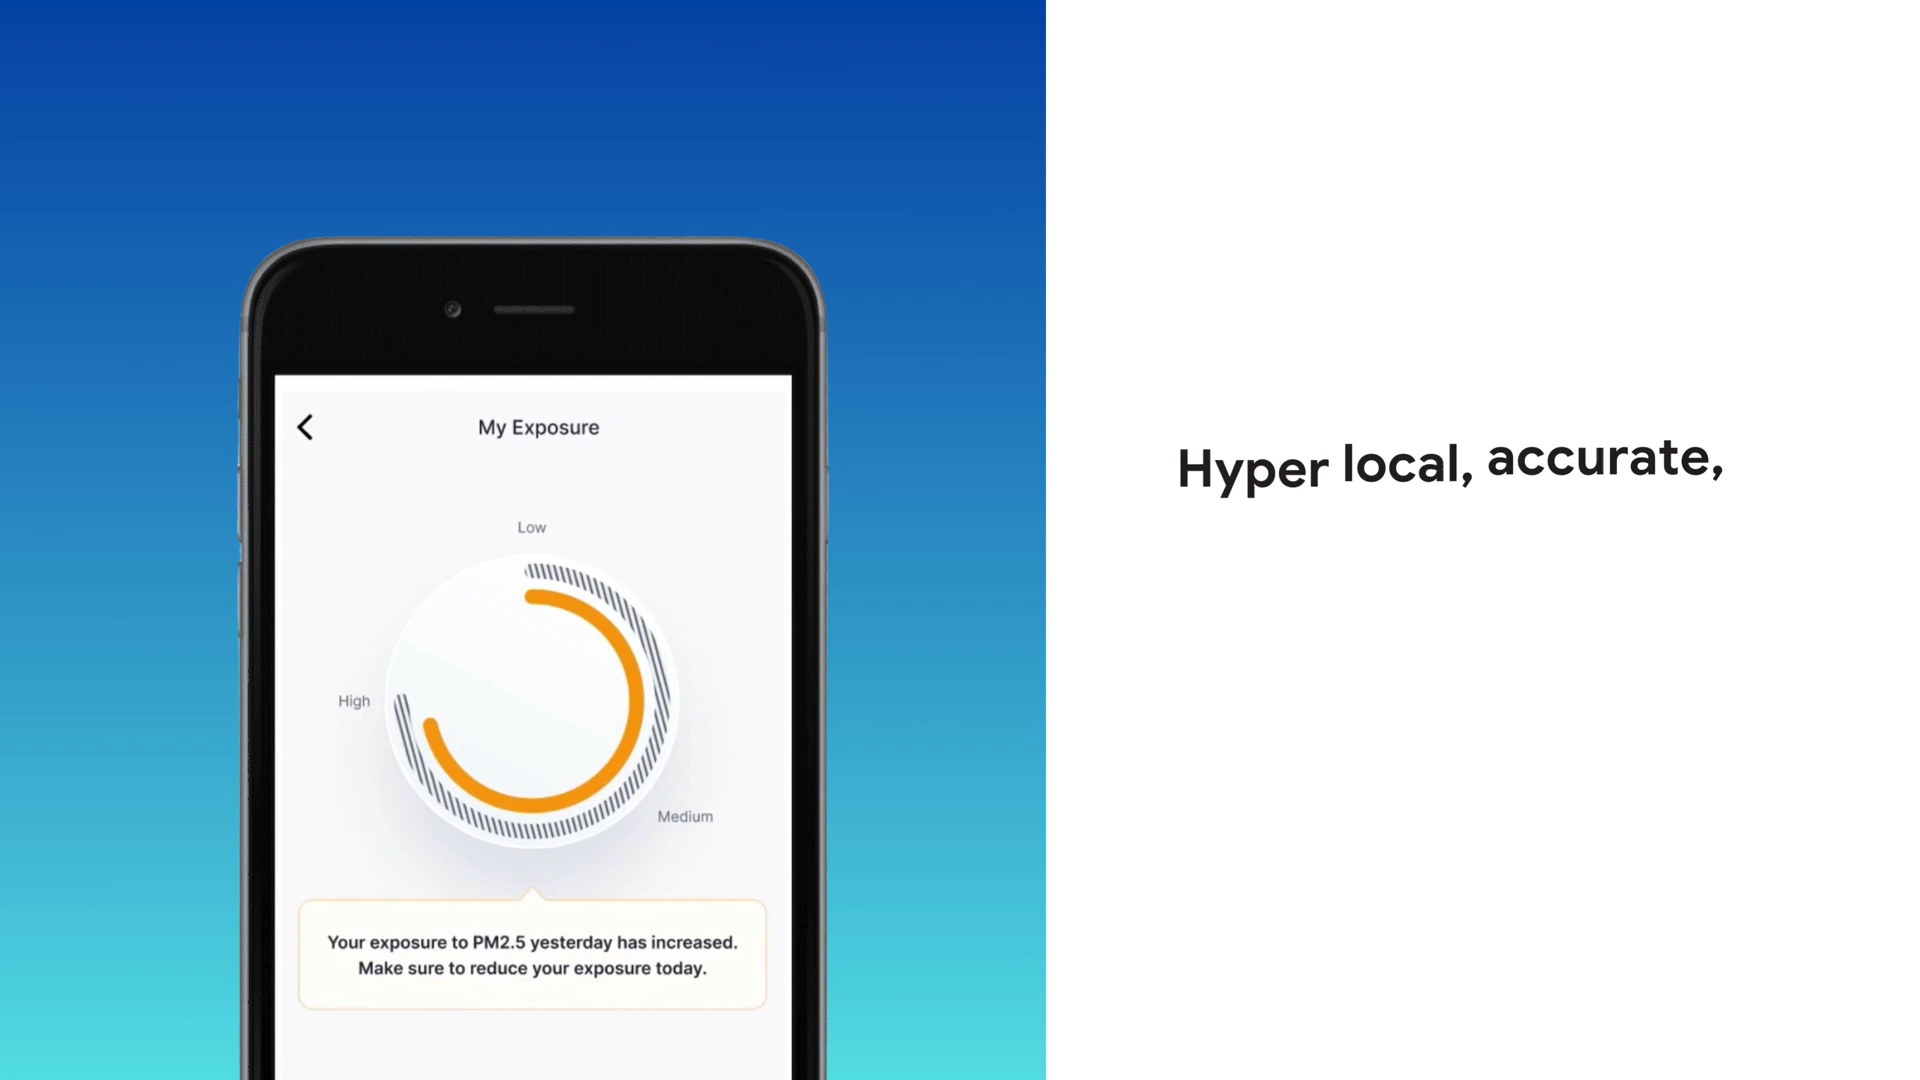 My Exposure
Low
High
Medium
Your exposure to PM2.5 yesterday has increased.
Make sure to reduce your exposure today.
Hyper local, accurate,